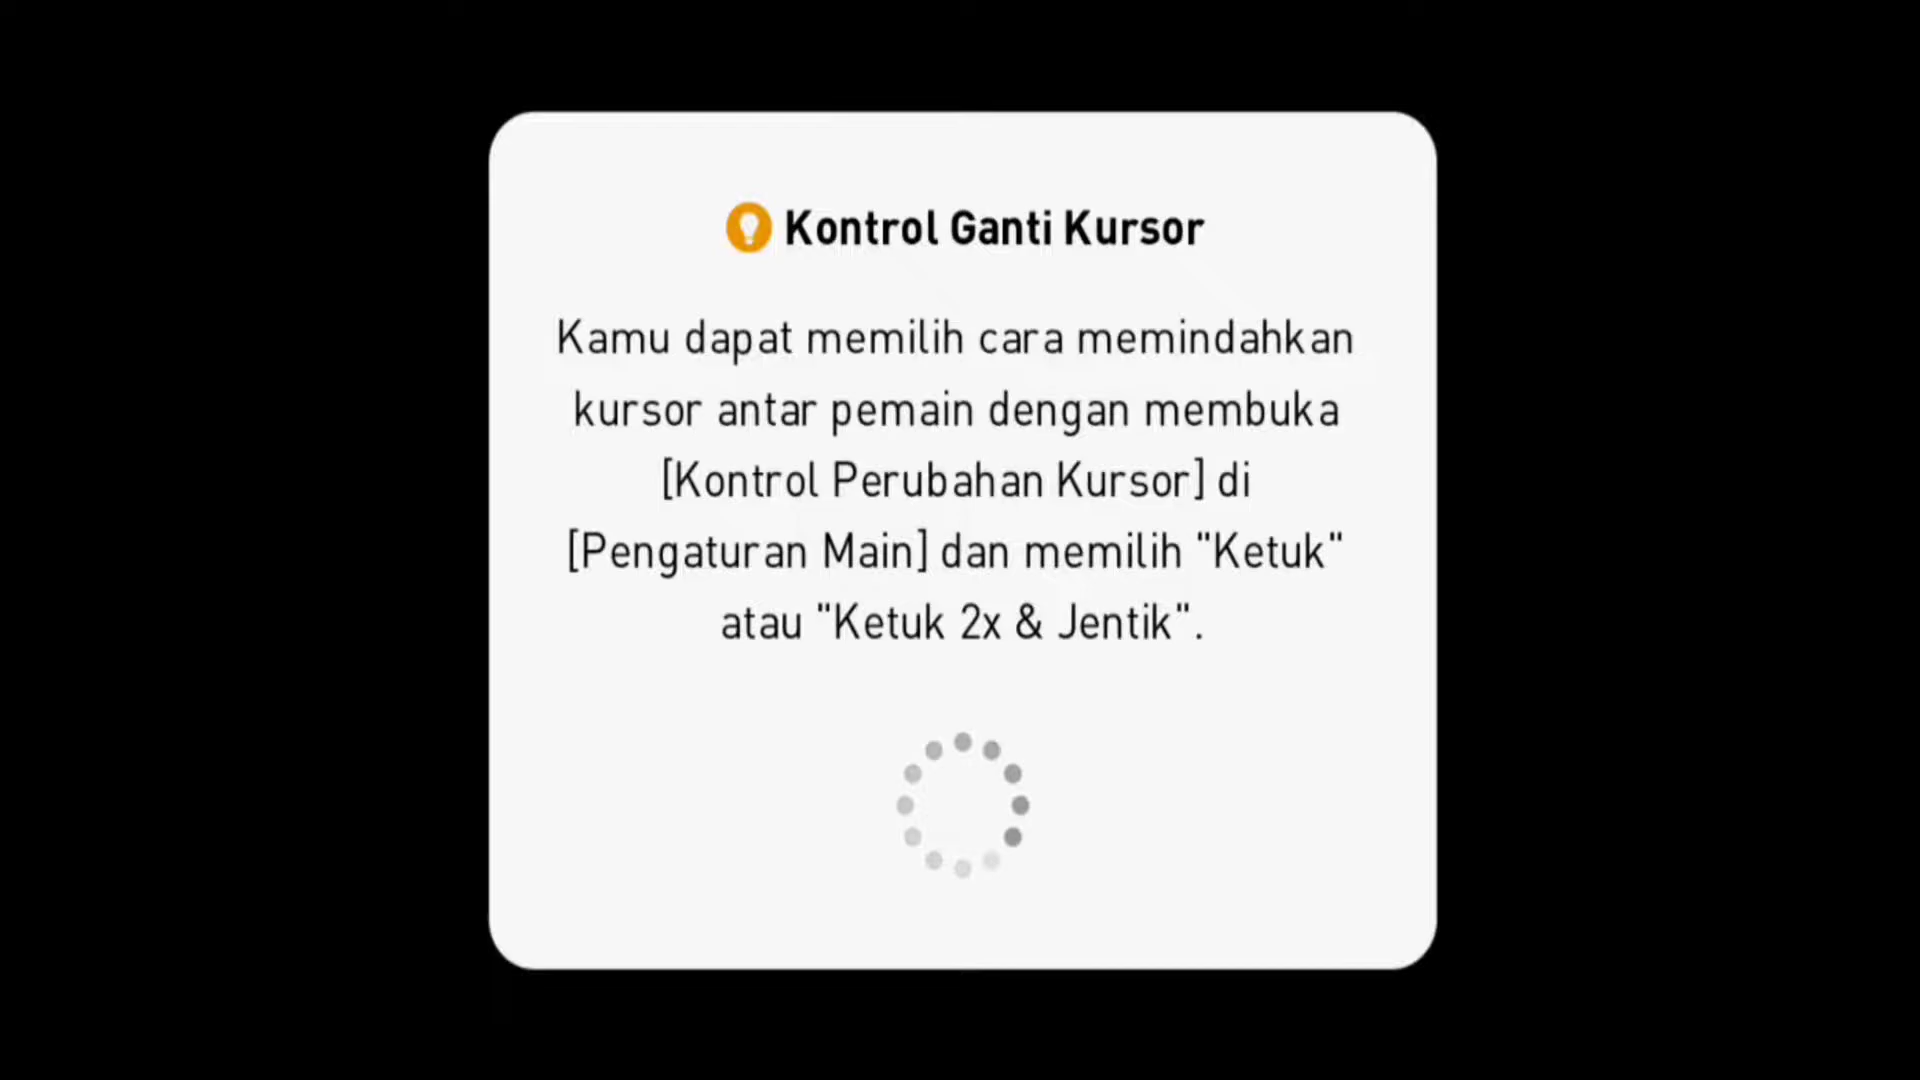 Kontrol Ganti Kursor
Kamu dapat memilih cara memindahkan
kursor antar pemain dengan membuka
[Kontrol Perubahan Kursor] di
[Pengaturan Main] dan memilih "Ketuk"
atau "Ketuk 2x & Jentik".